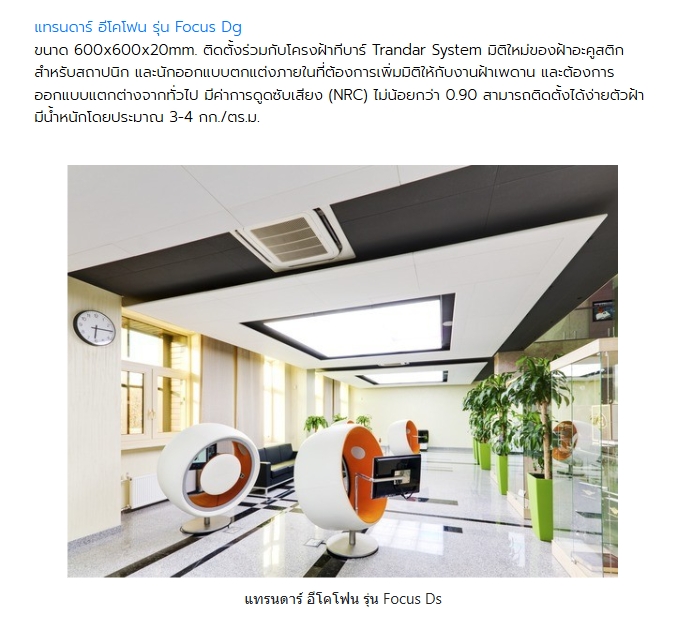 แทรนดาร์ อีโคโฟน รุ่น Focus Dg
ขนาด 600x600x20mm. ติดตั้งร่วมกับโครงฝ้าทีบาร์ Trandar System มิติใหม่ของฝ้าอะคูสติก
สำหรับสถาปนิก และนักออกแบบตกแต่งภายในที่ต้องการเพิ่มมิติให้กับงานฝ้าเพดาน และต้องการ
ออกแบบแตกต่างจากทั่วไป มีค่าการดูดซับเสียง (NRC) ไม่น้อยกว่า 0.90 สามารถติดตั้งได้ง่ายตัวฝ้า
มีน้ำหนักโดยประมาณ 3-4 กก./ตร.ม.
แทรนดาร์ อีโคโฟน รุ่น Focus Ds